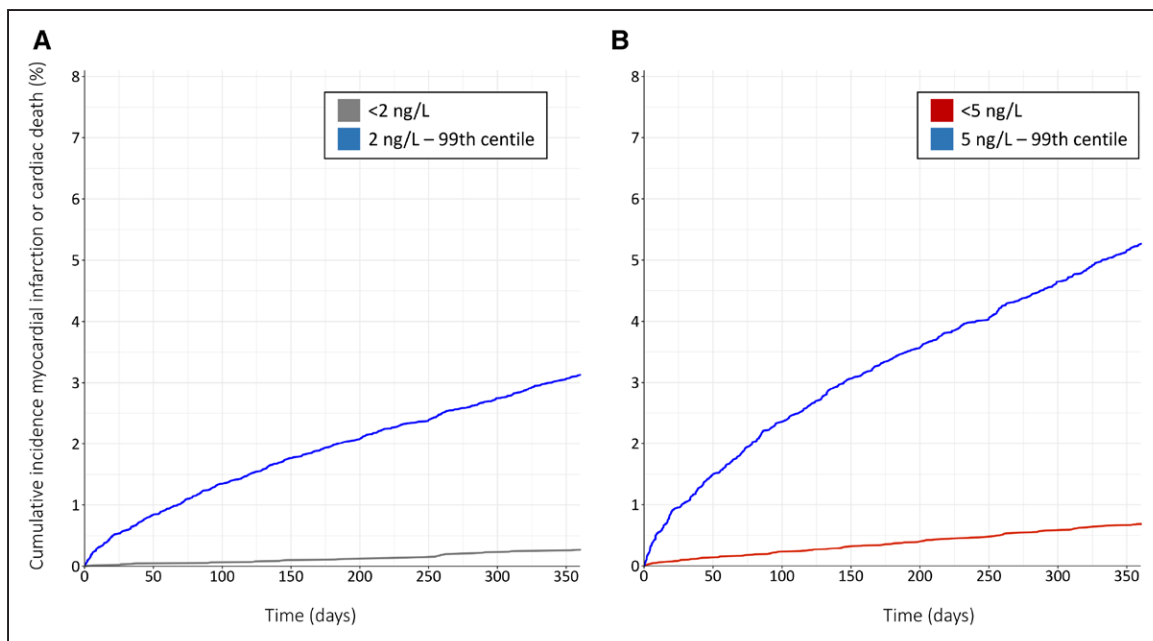 A
Cumulative incidence myocardial infarction or cardiac death (%)
8
7
6
5
4
3
2
1
0
<2 ng/L
2 ng/L – 99th centile
0 50 100 150 200 250 300 350
Time (days)
B
8
7
6
5
4
3
2
1
0
<5 ng/L
5 ng/L – 99th centile
0 50 100 150 200 250 300 350
Time (days)